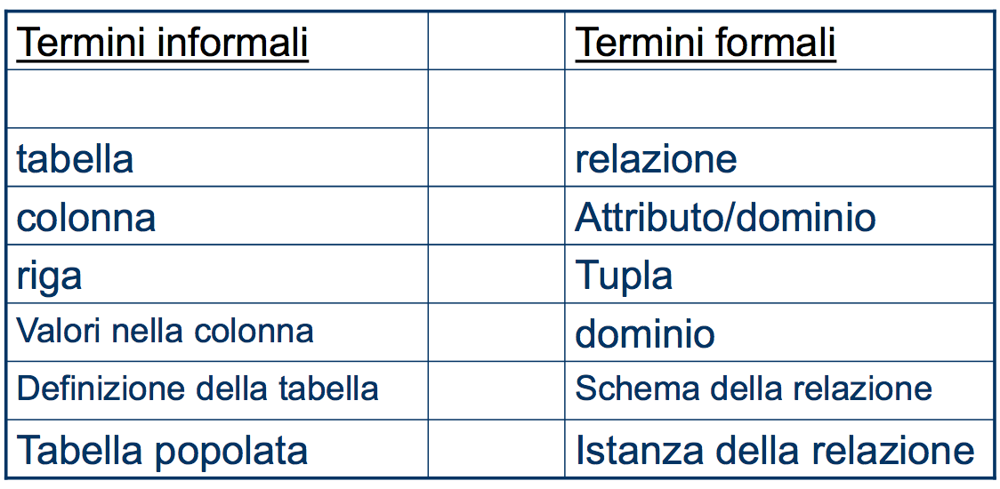 Termini informali Termini formali
tabella relazione
colonna Attributo/dominio
riga Tupla
Valori nella colonna dominio
Definizione della tabella Schema della relazione
Tabella popolata Istanza della relazione